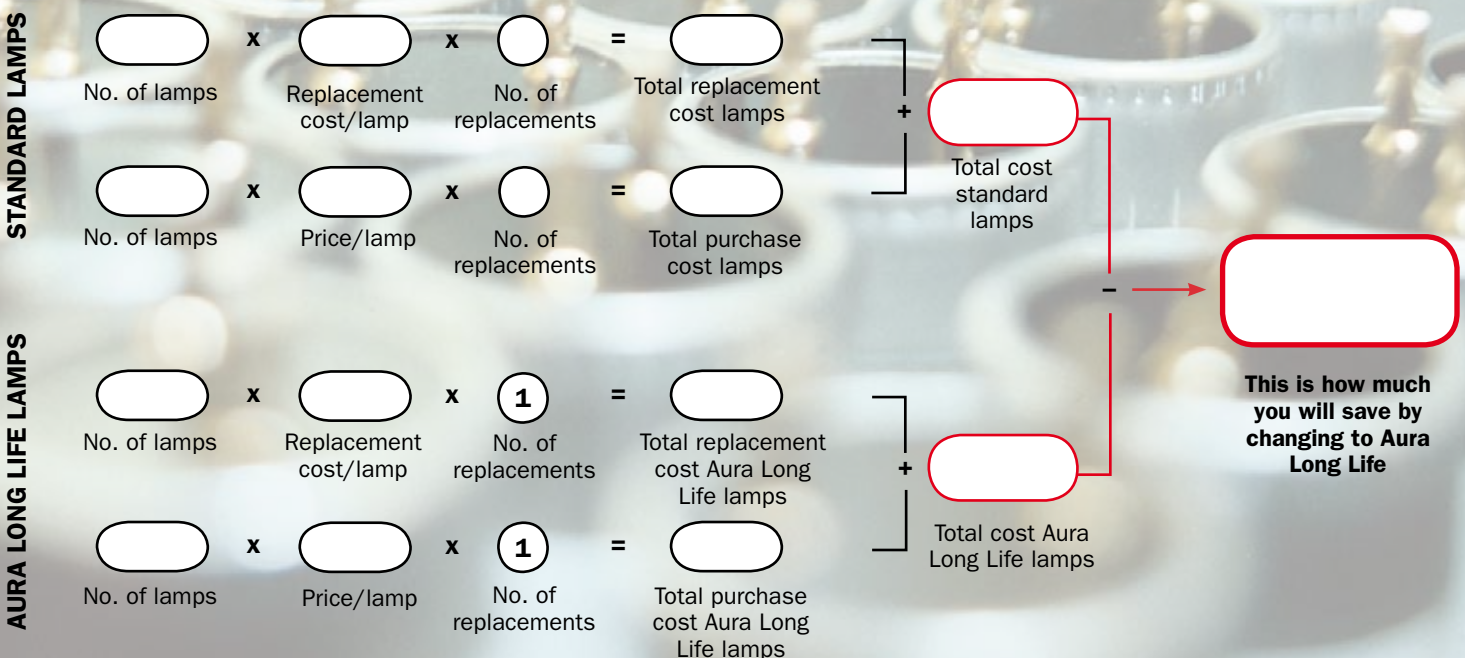 STANDARD LAMPS
x x =
No. of lamps
Replacement
cost/lamp
No. of
replacements
Total replacement
cost lamps
x x =
No. of lamps
Price/lamp
No. of
replacements
Total purchase
cost lamps
+
Total cost
standard
lamps
–
This is how much
you will save by
changing to Aura
Long Life
AURA LONG LIFE LAMPS
x x 1 =
No. of lamps
Replacement
cost/lamp
No. of
replacements
Total replacement
cost Aura Long
Life lamps
x x 1 =
No. of lamps
Price/lamp
No. of
replacements
Total purchase
cost Aura Long
Life lamps
+
Total cost Aura
Long Life lamps